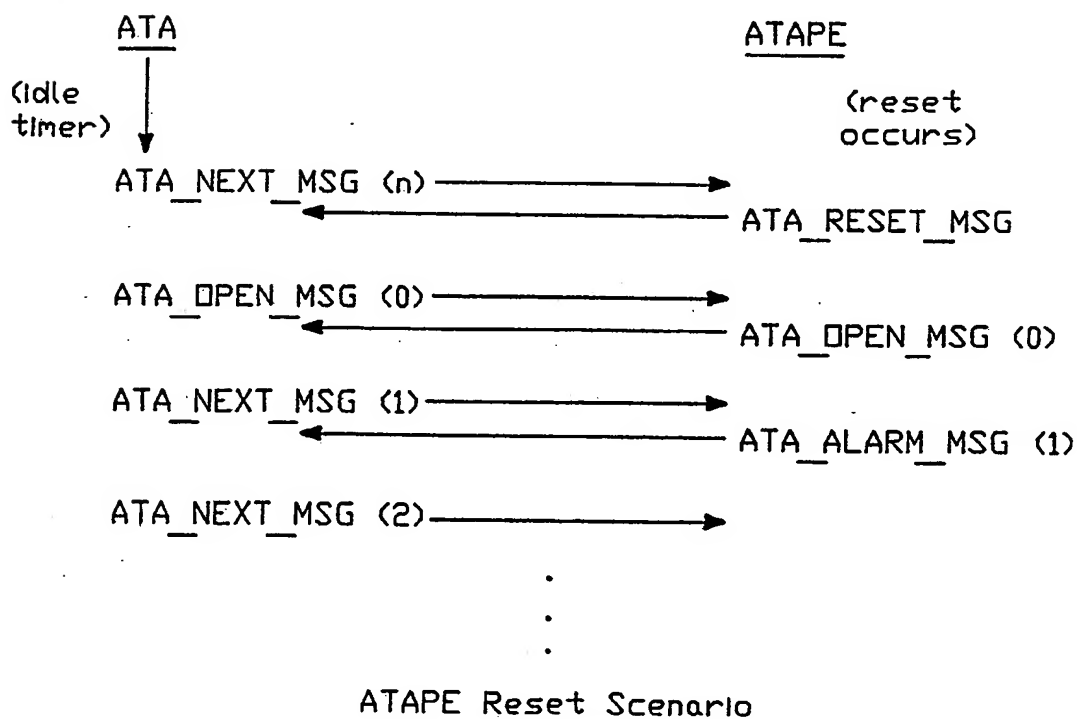 ATA
ATAPE
(idle
timer)
(reset
occurs)
ATA_NEXT_MSG (n)
ATA_RESET_MSG
ATA_OPEN_MSG (0)
ATA_OPEN_MSG (0)
ATA_NEXT_MSG (1)
ATA_ALARM_MSG (1)
ATA_NEXT_MSG (2)
ATAPE Reset Scenario